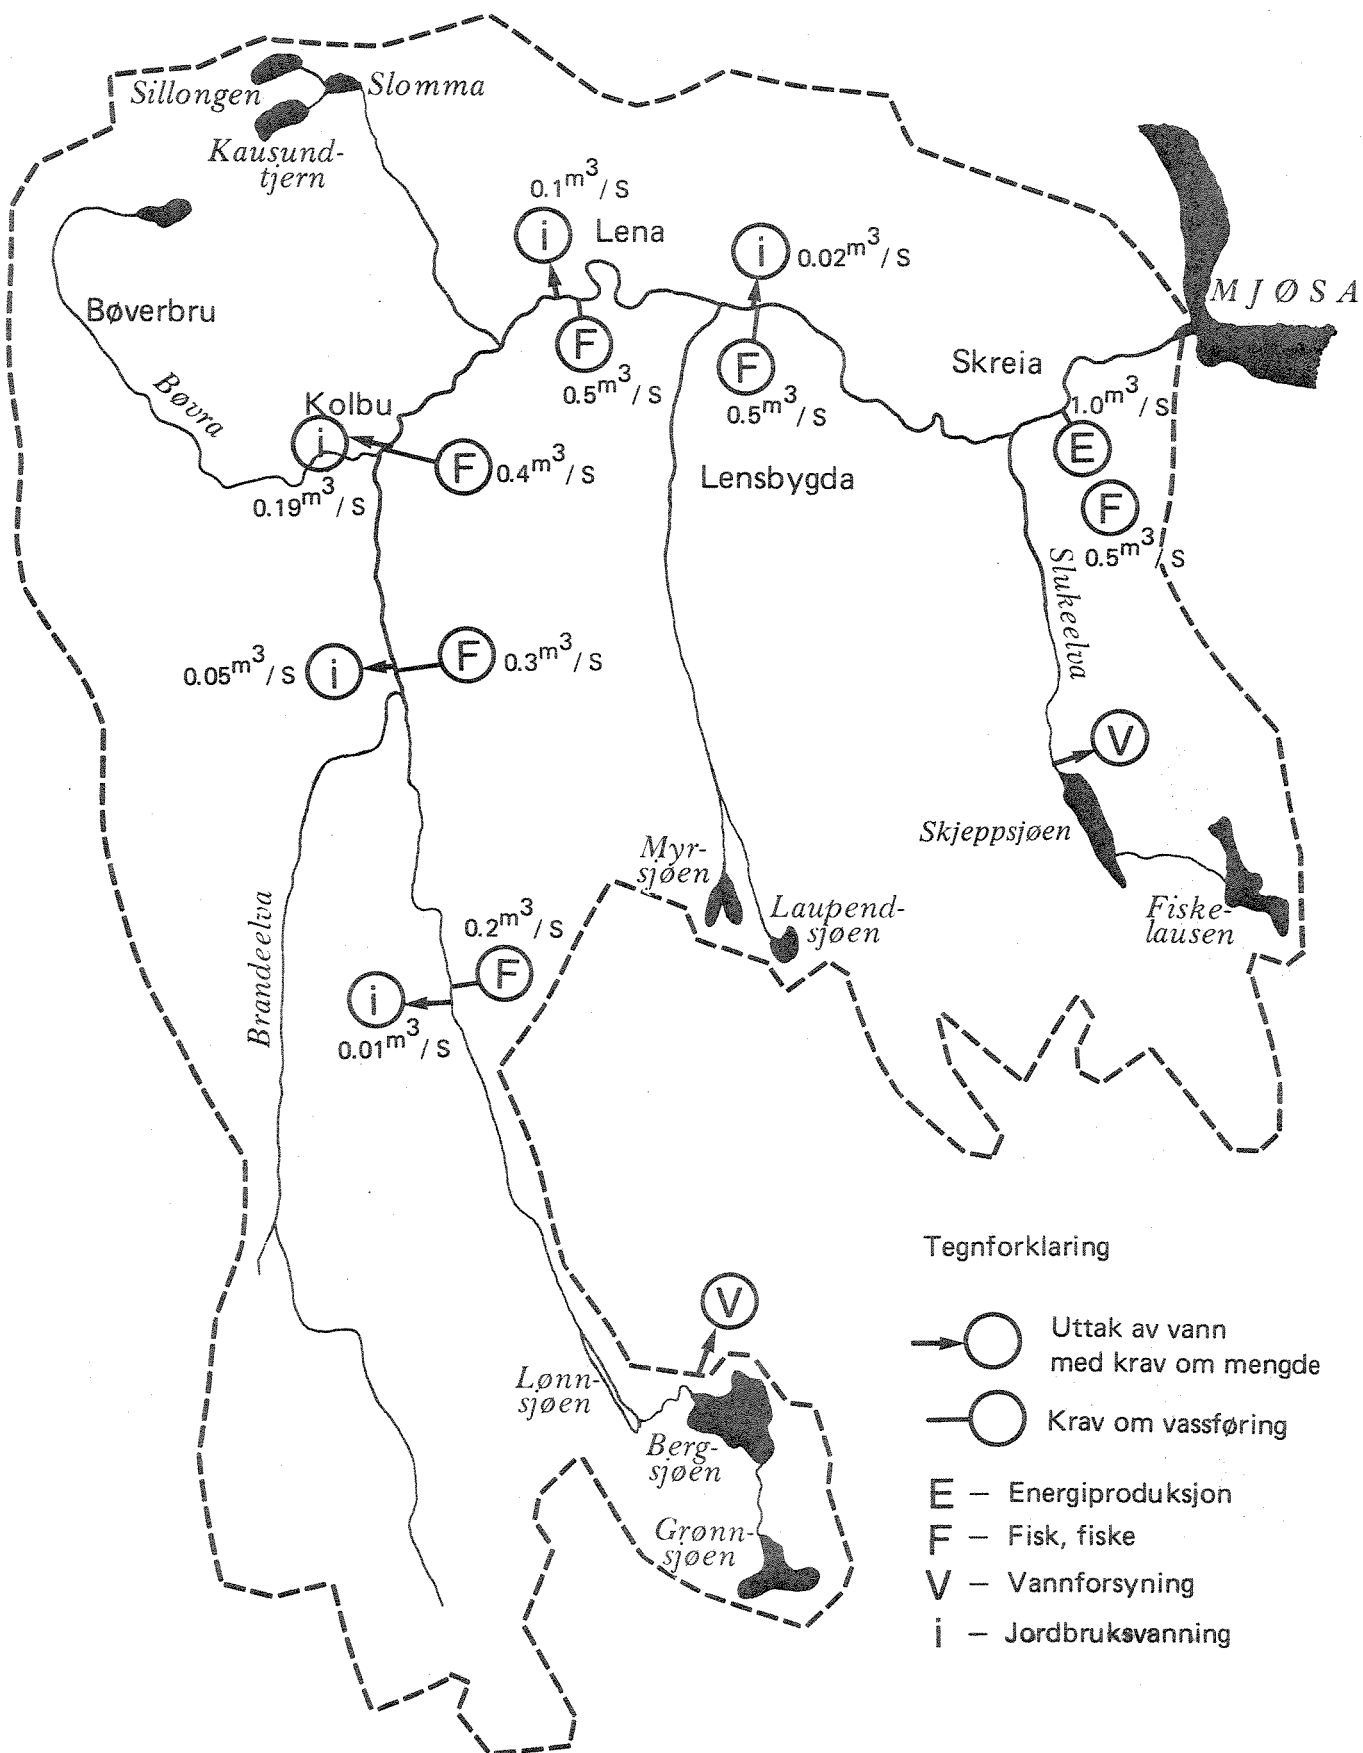 Sillongen
Slomma
Kausund-
tjern
0.1m³/S
i
Lena
i
0.02m³/S
MJØSA
Bøverbru
F
0.5m³/S
F
0.5m³/S
Skreia
1.0m³/S
E
F
0.5m³/S
Bøvra
Kolbu
i
0.19m³/S
F
0.4m³/S
Lensbygda
Slukeelva
0.05m³/S
i
F
0.3m³/S
V
Skjeppsjøen
Fiske-
lausen
Myr-
sjøen
Laupend-
sjøen
Brandeelva
0.2m³/S
F
i
0.01m³/S
V
Lønn-
sjøen
Berg-
sjøen
Grønn-
sjøen
Tegnforklaring
Uttak av vann
med krav om mengde
Krav om vassføring
E – Energiproduksjon
F – Fisk, fiske
V – Vannforsyning
i – Jordbruksvanning